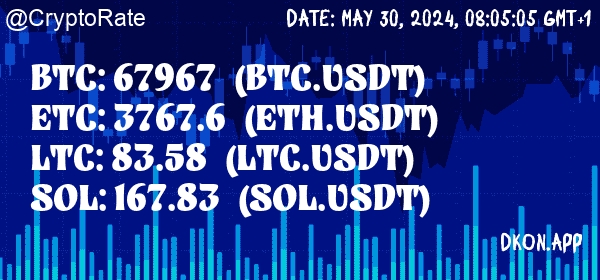 @CryptoRate
DATE: MAY 30, 2024, 08:05:05 GMT+1
BTC: 67967 (BTC.USDT)
ETC: 3767.6 (ETH.USDT)
LTC: 83.58 (LTC.USDT)
SOL: 167.83 (SOL.USDT)
DKON.APP